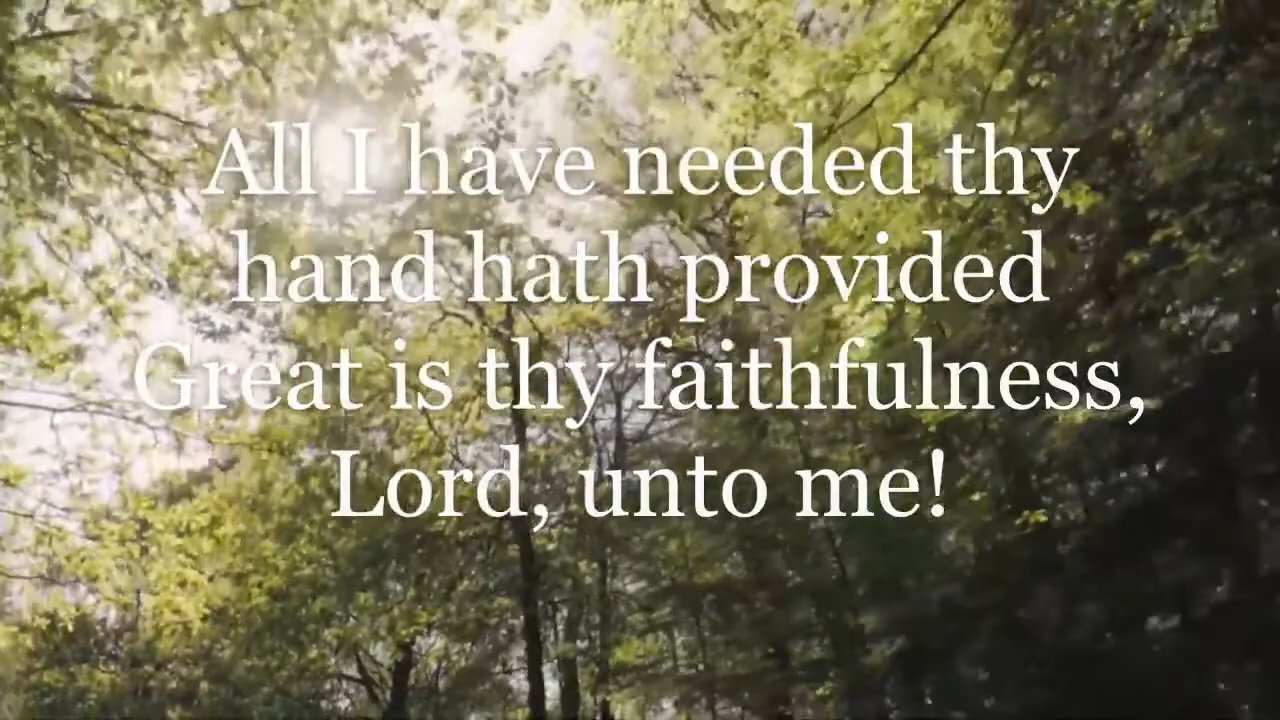 All I have needed thy
hand hath provided
Great is thy faithfulness,
Lord, unto me!